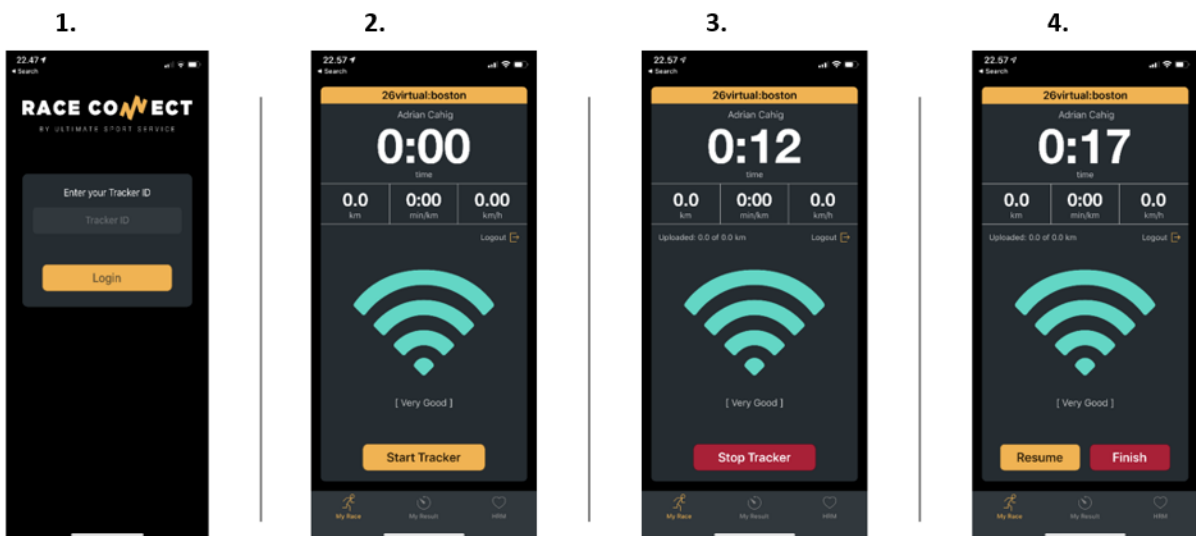 1.
22.47
◂ Search
RACE CONNECT
BY ULTIMATE SPORT SERVICE
Enter your Tracker ID
Tracker ID
Login
2.
22.57
◂ Search
26virtual:boston
Adrian Cahig
0:00
time
0.0 0:00 0.00
km min/km km/h
Logout
[ Very Good ]
Start Tracker
My Race My Result HRM
3.
22.57
◂ Search
26virtual:boston
Adrian Cahig
0:12
time
0.0 0:00 0.0
km min/km km/h
Uploaded: 0.0 of 0.0 km Logout
[ Very Good ]
Stop Tracker
My Race My Result HRM
4.
22.57
◂ Search
26virtual:boston
Adrian Cahig
0:17
time
0.0 0:00 0.0
km min/km km/h
Uploaded: 0.0 of 0.0 km Logout
[ Very Good ]
Resume Finish
My Race My Result HRM